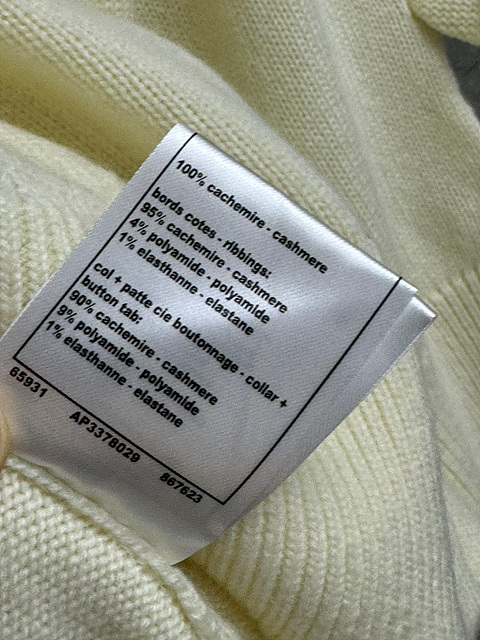 100% cachemire - cashmere
bords cotes - ribbings:
95% cachemire - cashmere
4% polyamide - polyamide
1% elasthanne - elastane
col + patte cie boutonnage - collar +
button tab:
90% cachemire - cashmere
9% polyamide - polyamide
1% elasthanne - elastane
65931 AP3378029 867623